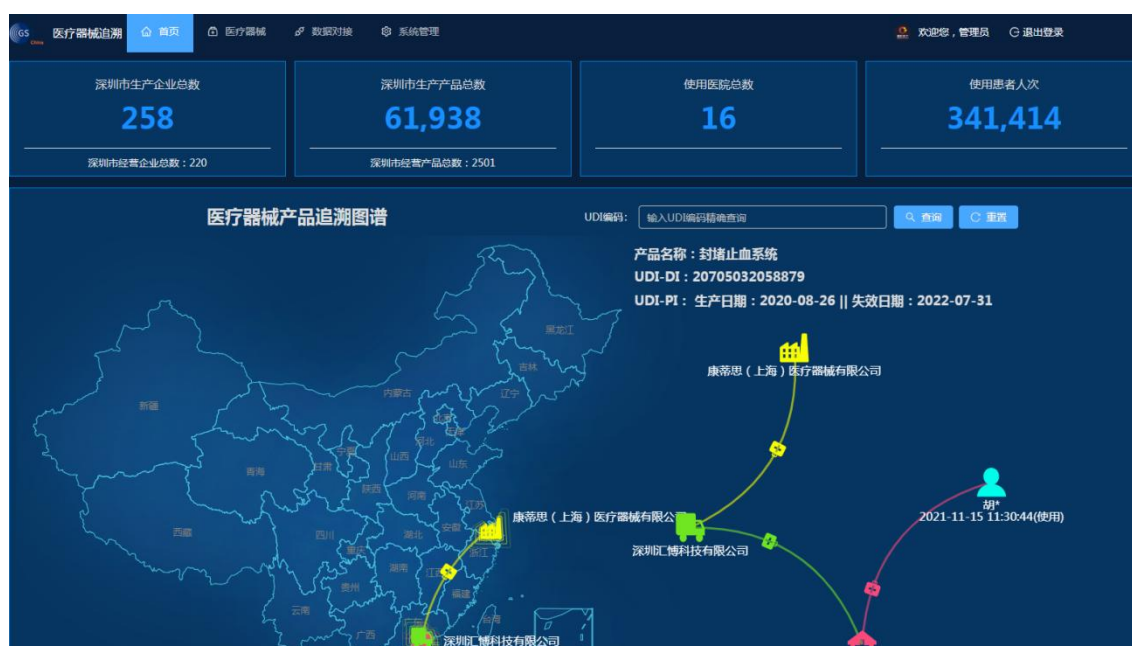 GS
China
医疗器械追溯
首页
医疗器械
数据对接
系统管理
欢迎您，管理员
退出登录
深圳市生产企业总数
258
深圳市经营企业总数：220
深圳市生产产品总数
61,938
深圳市经营产品总数：2501
使用医院总数
16
使用患者人次
341,414
医疗器械产品追溯图谱
UDI编码：
输入UDI编码精确查询
查询
重置
产品名称：封堵止血系统
UDI-DI：20705032058879
UDI-PI： 生产日期：2020-08-26 || 失效日期：2022-07-31
康蒂思（上海）医疗器械有限公司
黑龙江
吉林
辽宁
内蒙古
新疆
河北
山西
山东
宁夏
青海
甘肃
陕西
河南
江苏
西藏
四川
重庆
湖北
安徽
浙江
康蒂思（上海）医疗器械有限公司
深圳汇博科技有限公司
胡*
2021-11-15 11:30:44(使用)
湖南
贵州
福建
云南
广西
广东
台湾
深圳汇博科技有限公司